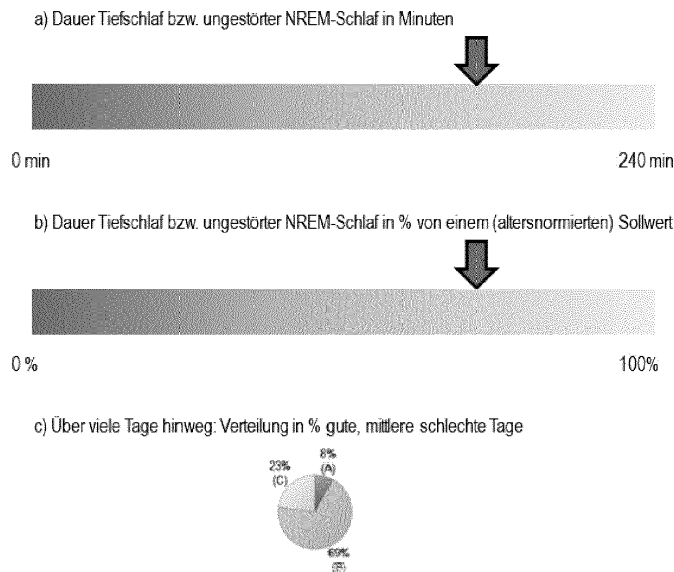 a) Dauer Tiefschlaf bzw. ungestörter NREM-Schlaf in Minuten
0 min 240 min
b) Dauer Tiefschlaf bzw. ungestörter NREM-Schlaf in % von einem (altersnormierten) Sollwert
0 % 100%
c) Über viele Tage hinweg: Verteilung in % gute, mittlere schlechte Tage
8%
(A)
23%
(C)
69%
(B)